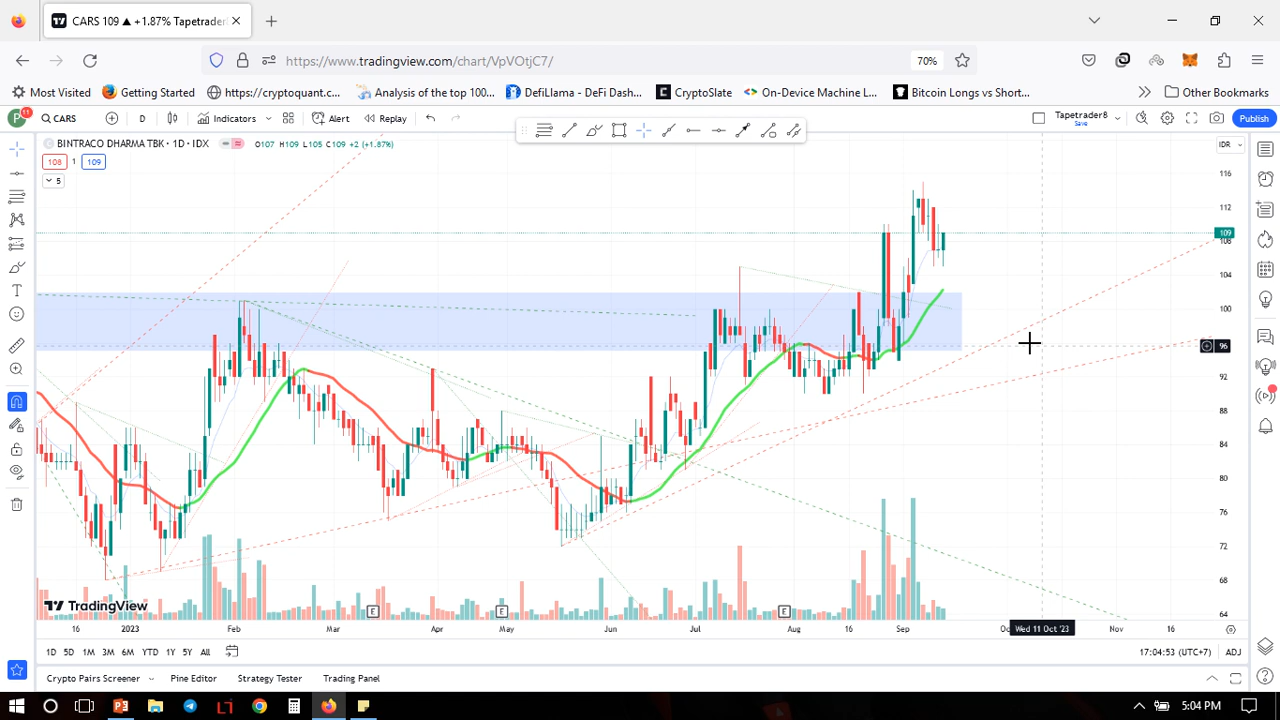 CARS 109 ▲ +1.87% Tapetrader
https://www.tradingview.com/chart/VpVOtjC7/
70%
Most Visited
Getting Started
https://cryptoquant.c...
Analysis of the top 100...
DefiLlama - DeFi Dash...
CryptoSlate
On-Device Machine L...
Bitcoin Longs vs Short...
Other Bookmarks
P
11
CARS
D
Indicators
Alert
Replay
Tapetrader8
Save
Publish
BINTRACO DHARMA TBK • 1D • IDX
O107 H109 L105 C109 +2 (+1.87%)
IDR
108
1
109
5
116
112
109
108
104
100
96
92
88
84
80
76
72
68
64
E
E
E
TradingView
16
2023
Feb
Mar
Apr
May
Jun
Jul
Aug
16
Sep
Wed 11 Oct '23
Nov
16
1D
5D
1M
3M
6M
YTD
1Y
5Y
All
17:04:53 (UTC+7)
ADJ
Crypto Pairs Screener
Pine Editor
Strategy Tester
Trading Panel
5:04 PM